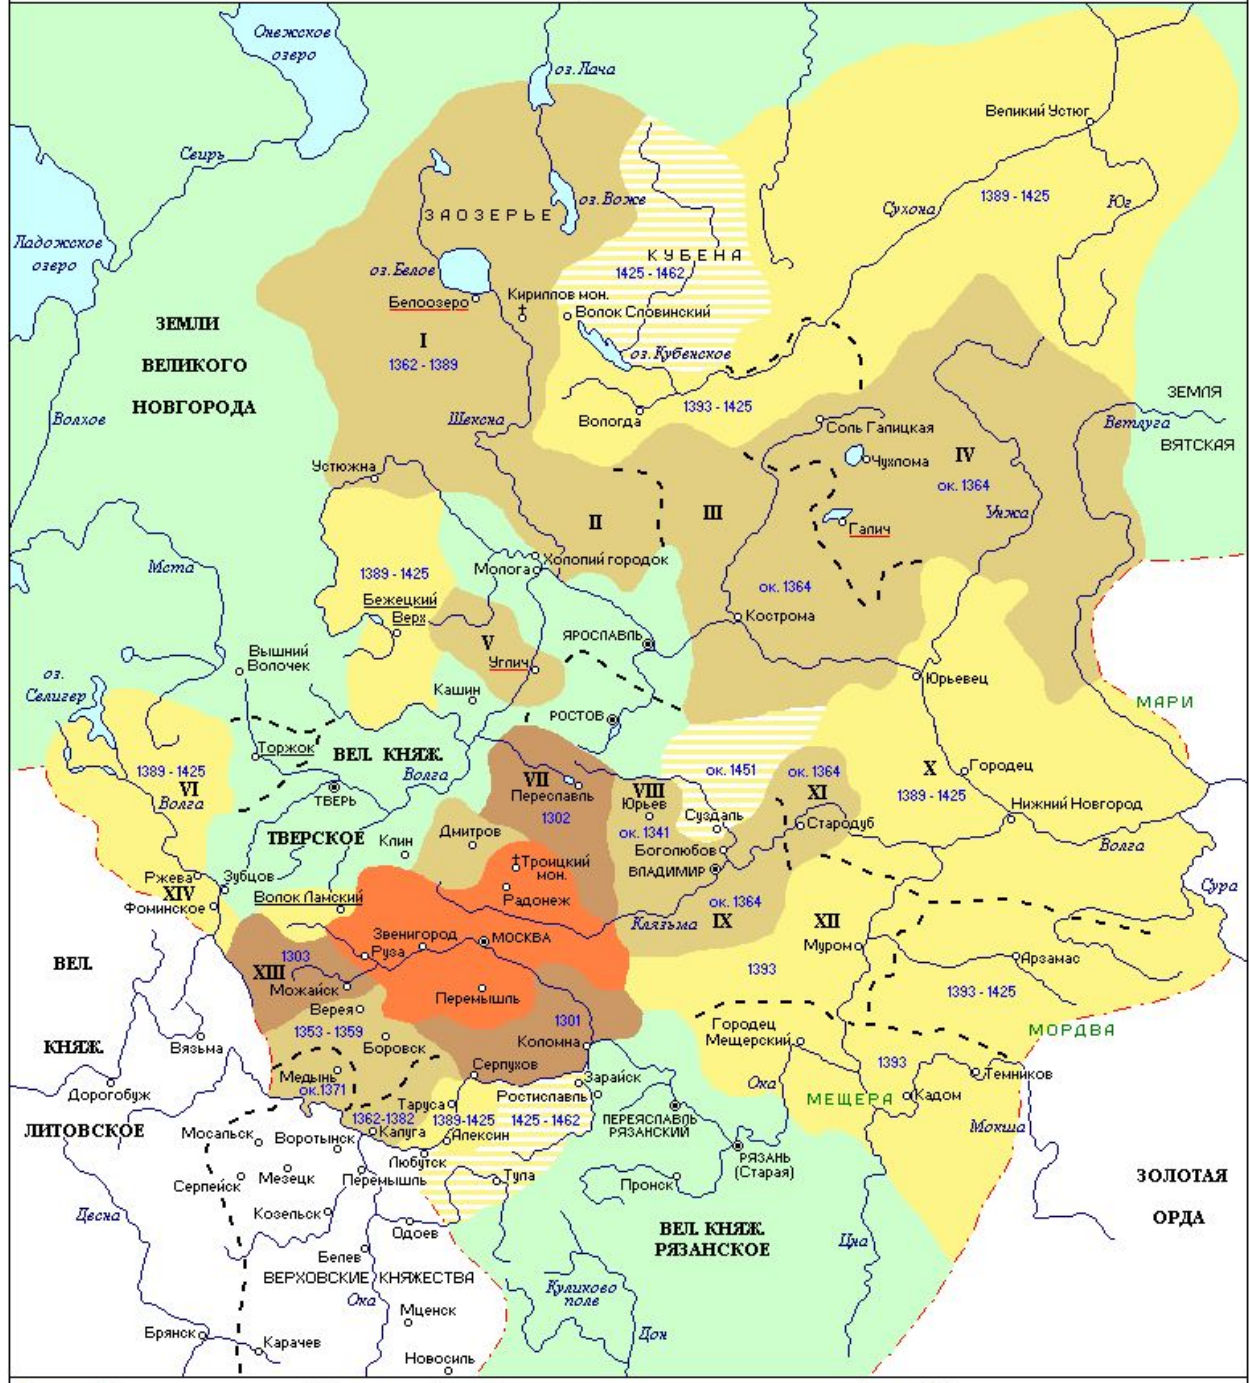 Онежское
озеро
оз. Лача
Великий Устюг
Свирь
1389 - 1425
Юг
Сухона
оз. Воже
ЗАОЗЕРЬЕ
Ладожское
озеро
КУБЕНА
1425 - 1462
оз. Белое
Белоозеро
Кириллов мон.
Волок Словинский
ЗЕМЛИ
ВЕЛИКОГО
НОВГОРОДА
I
1362 - 1389
оз. Кубенское
Волхов
Шексна
Вологда
1393 - 1425
Соль Галицкая
ЗЕМЛЯ
ВЯТСКАЯ
Ветлуга
Чухлома
IV
ок. 1364
Устюжна
II
III
Галич
Унжа
Мста
Холопий городок
Молога
1389 - 1425
Бежецкий
Верх
ок. 1364
Кострома
V
Углич
ЯРОСЛАВЛЬ
Вышний
Волочек
Кашин
РОСТОВ
Юрьевец
оз.
Селигер
МАРИ
Торжок
ВЕЛ. КНЯЖ.
Волга
1389 - 1425
VI
Волга
ТВЕРЬ
VII
Переславль
1302
VIII
Юрьев
ок. 1341
ок. 1451
ок. 1364
XI
X
1389 - 1425
Городец
Нижний Новгород
Волга
ТВЕРСКОЕ
Клин
Дмитров
Суздаль
Стародуб
Боголюбов
ВЛАДИМИР
Ржева
Зубцов
XIV
Фоминское
Волок Ламский
Троицкий
мон.
Радонеж
ок. 1364
Клязьма
IX
XII
Сура
Звенигород
МОСКВА
Руза
Муром
Арзамас
ВЕЛ.
1303
XIII
Можайск
Перемышль
1393
1393 - 1425
Верея
1353 - 1359
Боровск
1301
Коломна
Городец
Мещерский
МОРДВА
КНЯЖ.
Вязьма
Дорогобуж
Медынь
ок.1371
Серпухов
Зарайск
Ростиславль
1393
Темников
Ока
МЕЩЕРА
Кадом
Таруса
1362-1382
1389-1425
1425 - 1462
Калуга
Алексин
ПЕРЕЯСЛАВЛЬ
РЯЗАНСКИЙ
Мокша
ЛИТОВСКОЕ
Мосальск
Воротынск
Любутск
РЯЗАНЬ
(Старая)
Серпейск
Мезецк
Перемышль
Тула
Пронск
ЗОЛОТАЯ
ОРДА
Десна
Козельск
Одоев
ВЕЛ. КНЯЖ.
РЯЗАНСКОЕ
Цна
Белев
ВЕРХОВСКИЕ КНЯЖЕСТВА
Ока
Куликово
поле
Мценск
Дон
Брянск
Карачев
Новосиль